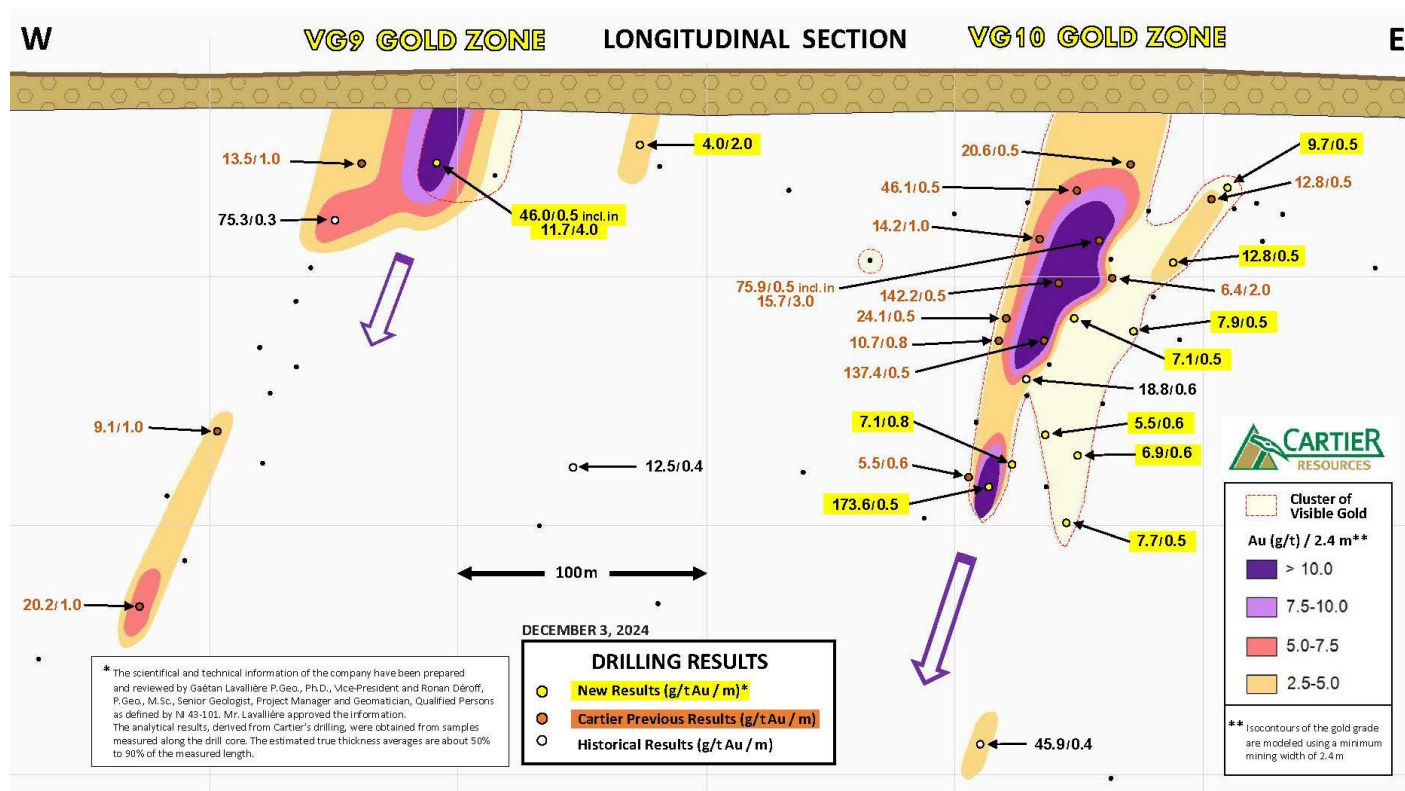 W
VG9 GOLD ZONE
LONGITUDINAL SECTION
VG10 GOLD ZONE
E
4.0/2.0
9.7/0.5
13.5/1.0
20.6/0.5
12.8/0.5
46.1/0.5
75.3/0.3
46.0/0.5 incl. in
11.7/4.0
14.2/1.0
12.8/0.5
75.9/0.5 incl. in
15.7/3.0
142.2/0.5
6.4/2.0
24.1/0.5
7.9/0.5
10.7/0.8
7.1/0.5
137.4/0.5
18.8/0.6
9.1/1.0
7.1/0.8
5.5/0.6
12.5/0.4
5.5/0.6
6.9/0.6
173.6/0.5
7.7/0.5
100m
20.2/1.0
45.9/0.4
CARTIER
RESOURCES
Cluster of
Visible Gold
Au (g/t) / 2.4 m**
> 10.0
7.5-10.0
5.0-7.5
2.5-5.0
** Isocontours of the gold grade
are modeled using a minimum
mining width of 2.4 m
DECEMBER 3, 2024
DRILLING RESULTS
New Results (g/t Au / m)*
Cartier Previous Results (g/t Au / m)
Historical Results (g/t Au / m)
* The scientifical and technical information of the company have been prepared
and reviewed by Gaétan Lavallière P.Geo., Ph.D., Vice-President and Ronan Déroff,
P.Geo., M.Sc., Senior Geologist, Project Manager and Geomatician, Qualified Persons
as defined by NI 43-101. Mr. Lavallière approved the information.
The analytical results, derived from Cartier's drilling, were obtained from samples
measured along the drill core. The estimated true thickness averages are about 50%
to 90% of the measured length.